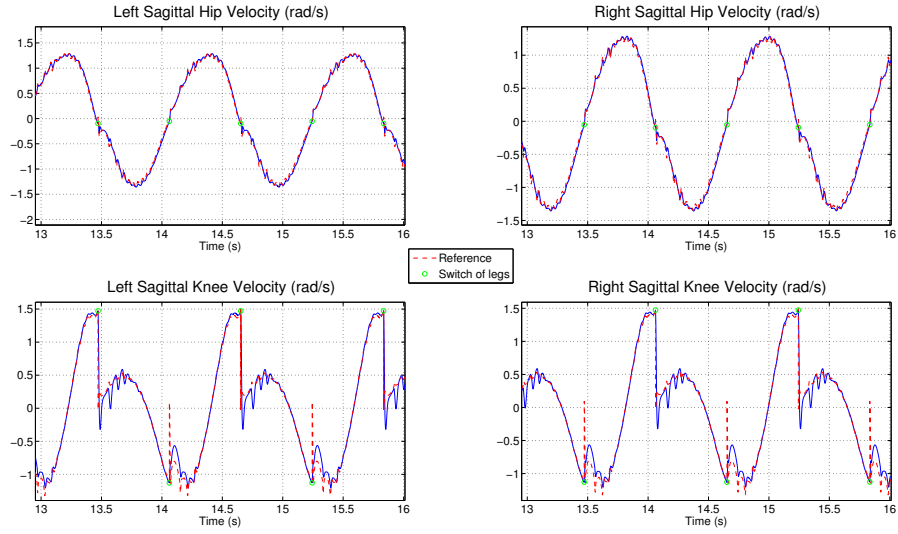 Left Sagittal Hip Velocity (rad/s)
1.5
1
0.5
0
−0.5
−1
−1.5
−2
13 13.5 14 14.5 15 15.5 16
Time (s)
Right Sagittal Hip Velocity (rad/s)
1
0.5
0
−0.5
−1
−1.5
13 13.5 14 14.5 15 15.5 16
Time (s)
Reference
Switch of legs
Left Sagittal Knee Velocity (rad/s)
1.5
1
0.5
0
−0.5
−1
13 13.5 14 14.5 15 15.5 16
Time (s)
Right Sagittal Knee Velocity (rad/s)
1.5
1
0.5
0
−0.5
−1
13 13.5 14 14.5 15 15.5 16
Time (s)